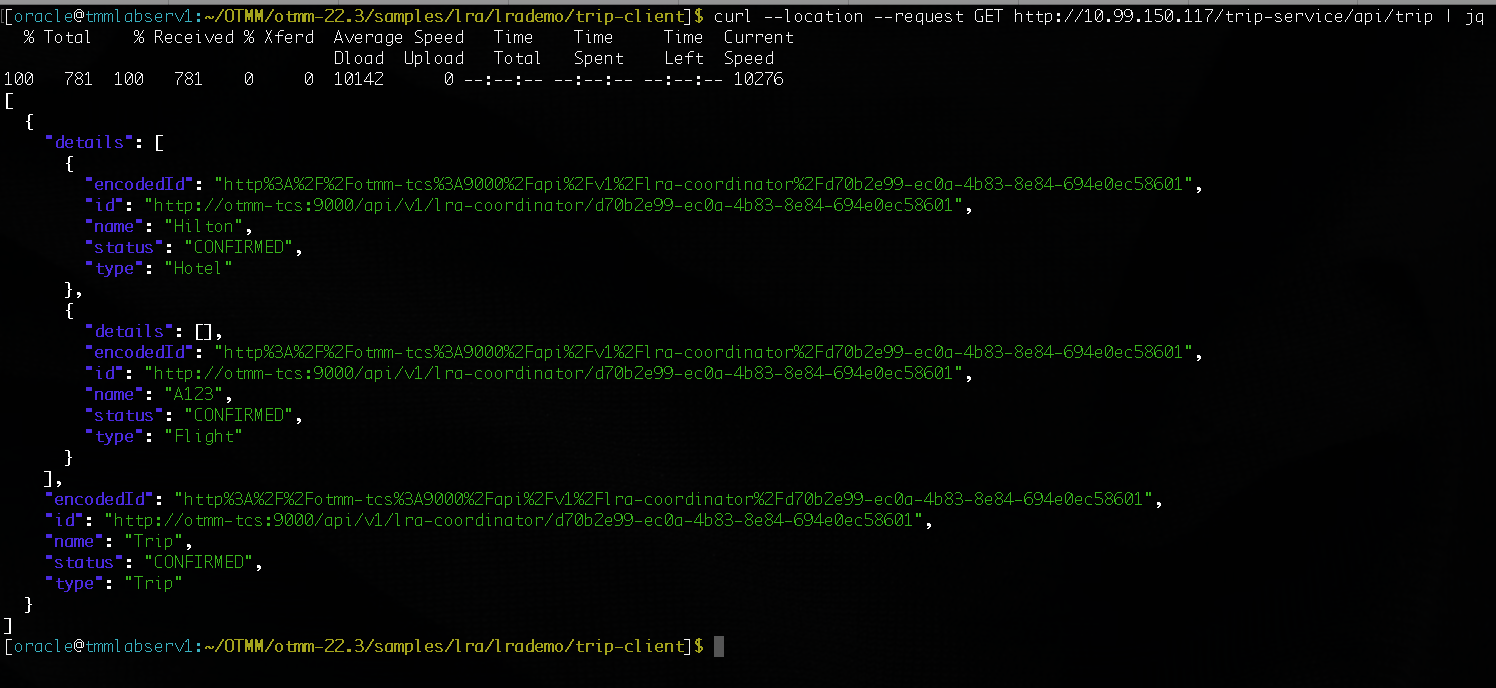 [oracle@tmmlabserv1:~/OTMM/otmm-22.3/samples/lra/lrademo/trip-client]$ curl --location --request GET http://10.99.150.117/trip-service/api/trip | jq
  % Total    % Received % Xferd  Average Speed   Time    Time     Time  Current
                                 Dload  Upload   Total   Spent    Left  Speed
100   781  100   781    0     0  10142      0 --:--:-- --:--:-- --:--:-- 10276
[
  {
    "details": [
      {
        "encodedId": "http%3A%2F%2Fotmm-tcs%3A9000%2Fapi%2Fv1%2Flra-coordinator%2Fd70b2e99-ec0a-4b83-8e84-694e0ec58601",
        "id": "http://otmm-tcs:9000/api/v1/lra-coordinator/d70b2e99-ec0a-4b83-8e84-694e0ec58601",
        "name": "Hilton",
        "status": "CONFIRMED",
        "type": "Hotel"
      },
      {
        "details": [],
        "encodedId": "http%3A%2F%2Fotmm-tcs%3A9000%2Fapi%2Fv1%2Flra-coordinator%2Fd70b2e99-ec0a-4b83-8e84-694e0ec58601",
        "id": "http://otmm-tcs:9000/api/v1/lra-coordinator/d70b2e99-ec0a-4b83-8e84-694e0ec58601",
        "name": "A123",
        "status": "CONFIRMED",
        "type": "Flight"
      }
    ],
    "encodedId": "http%3A%2F%2Fotmm-tcs%3A9000%2Fapi%2Fv1%2Flra-coordinator%2Fd70b2e99-ec0a-4b83-8e84-694e0ec58601",
    "id": "http://otmm-tcs:9000/api/v1/lra-coordinator/d70b2e99-ec0a-4b83-8e84-694e0ec58601",
    "name": "Trip",
    "status": "CONFIRMED",
    "type": "Trip"
  }
]
[oracle@tmmlabserv1:~/OTMM/otmm-22.3/samples/lra/lrademo/trip-client]$